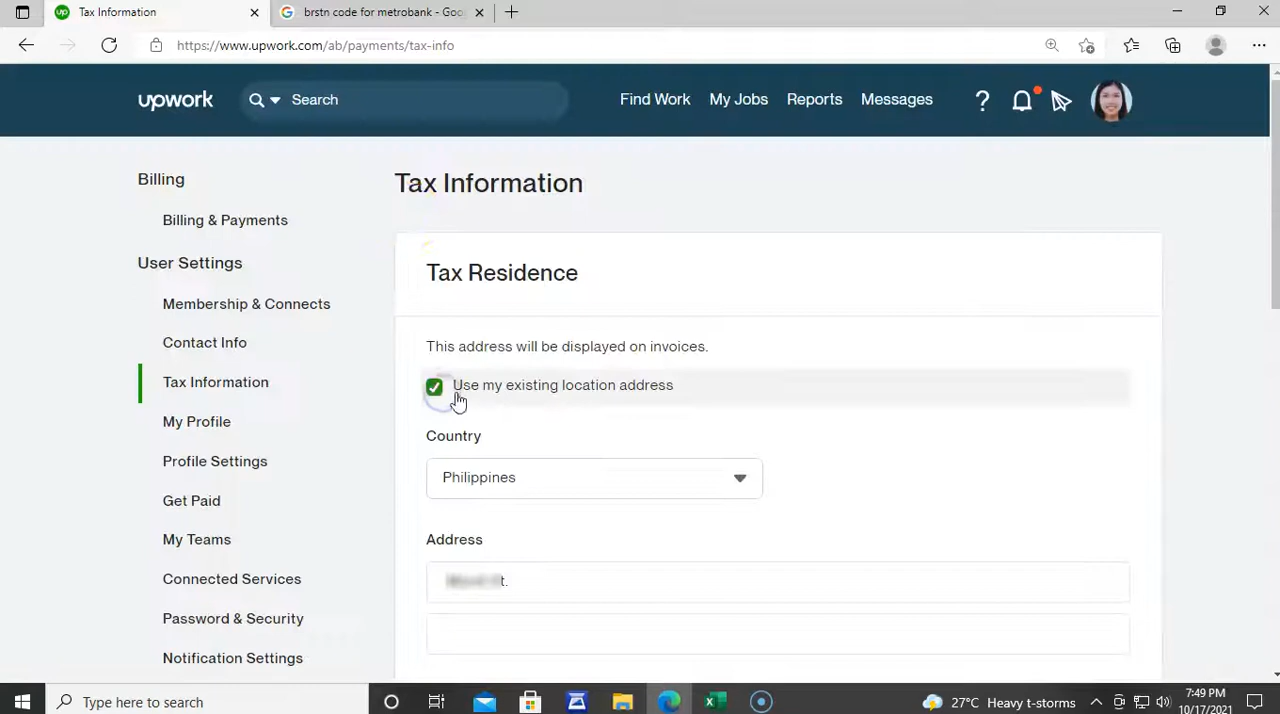 Tax Information
brstn code for metrobank - Goo
https://www.upwork.com/ab/payments/tax-info
upwork
Search
Find Work
My Jobs
Reports
Messages
Billing
Billing & Payments
User Settings
Membership & Connects
Contact Info
Tax Information
My Profile
Profile Settings
Get Paid
My Teams
Connected Services
Password & Security
Notification Settings
Tax Information
Tax Residence
This address will be displayed on invoices.
Use my existing location address
Country
Philippines
Address
t.
Type here to search
27°C Heavy t-storms
7:49 PM
10/17/2021